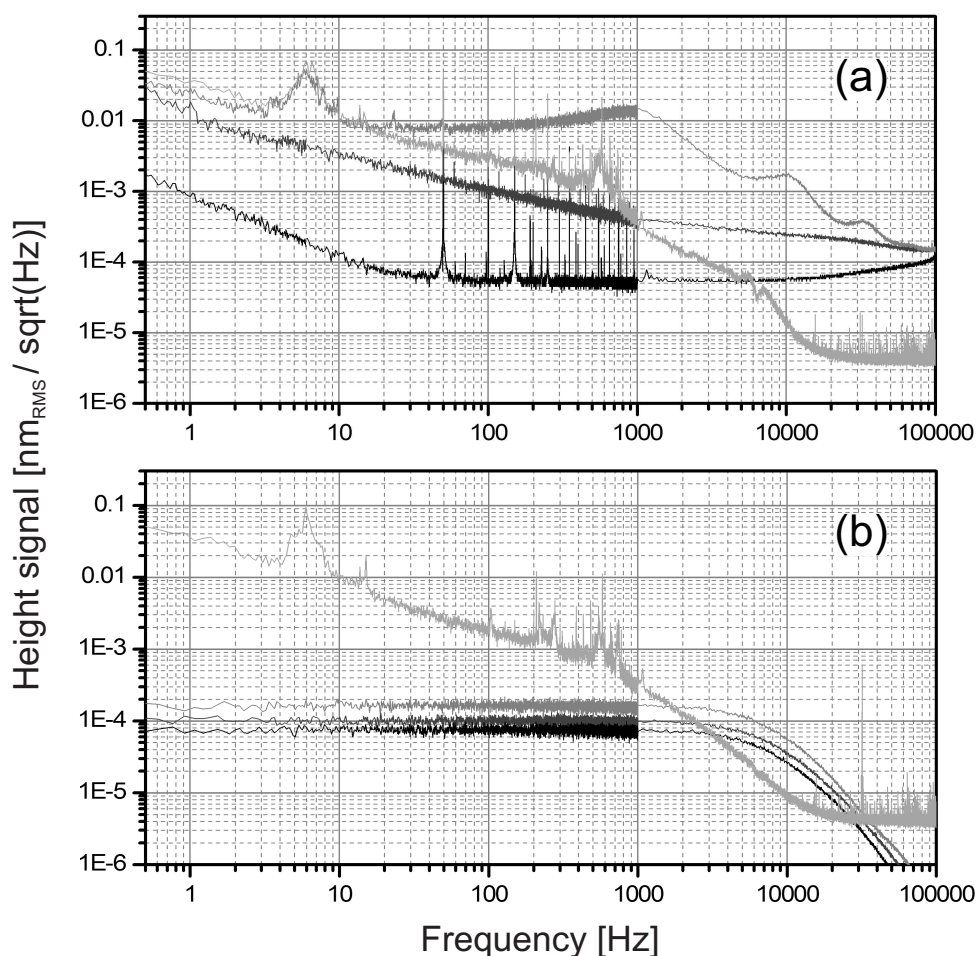 0.1
(a)
0.01
1E-3
1E-4
1E-5
1E-6
1 10 100 1000 10000 100000
0.1
(b)
0.01
1E-3
1E-4
1E-5
1E-6
1 10 100 1000 10000 100000
Height signal [nm_RMS / sqrt(Hz)]
Frequency [Hz]